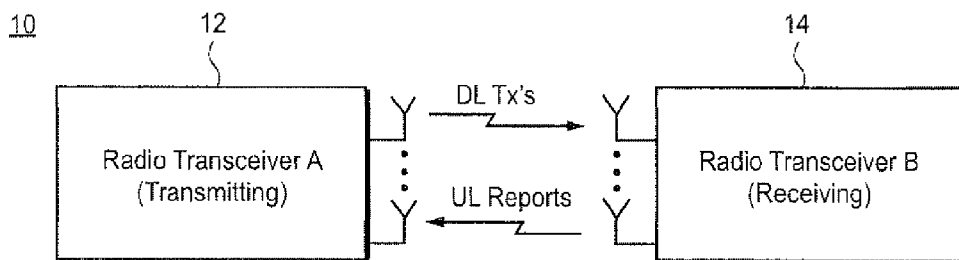 10
12
14
DL Tx's
Radio Transceiver A
(Transmitting)
Radio Transceiver B
(Receiving)
UL Reports